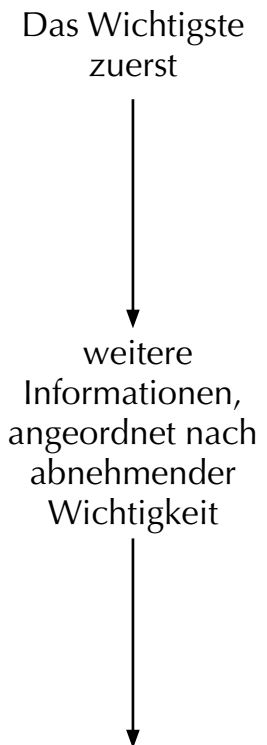 Das Wichtigste
zuerst
weitere
Informationen,
angeordnet nach
abnehmender
Wichtigkeit